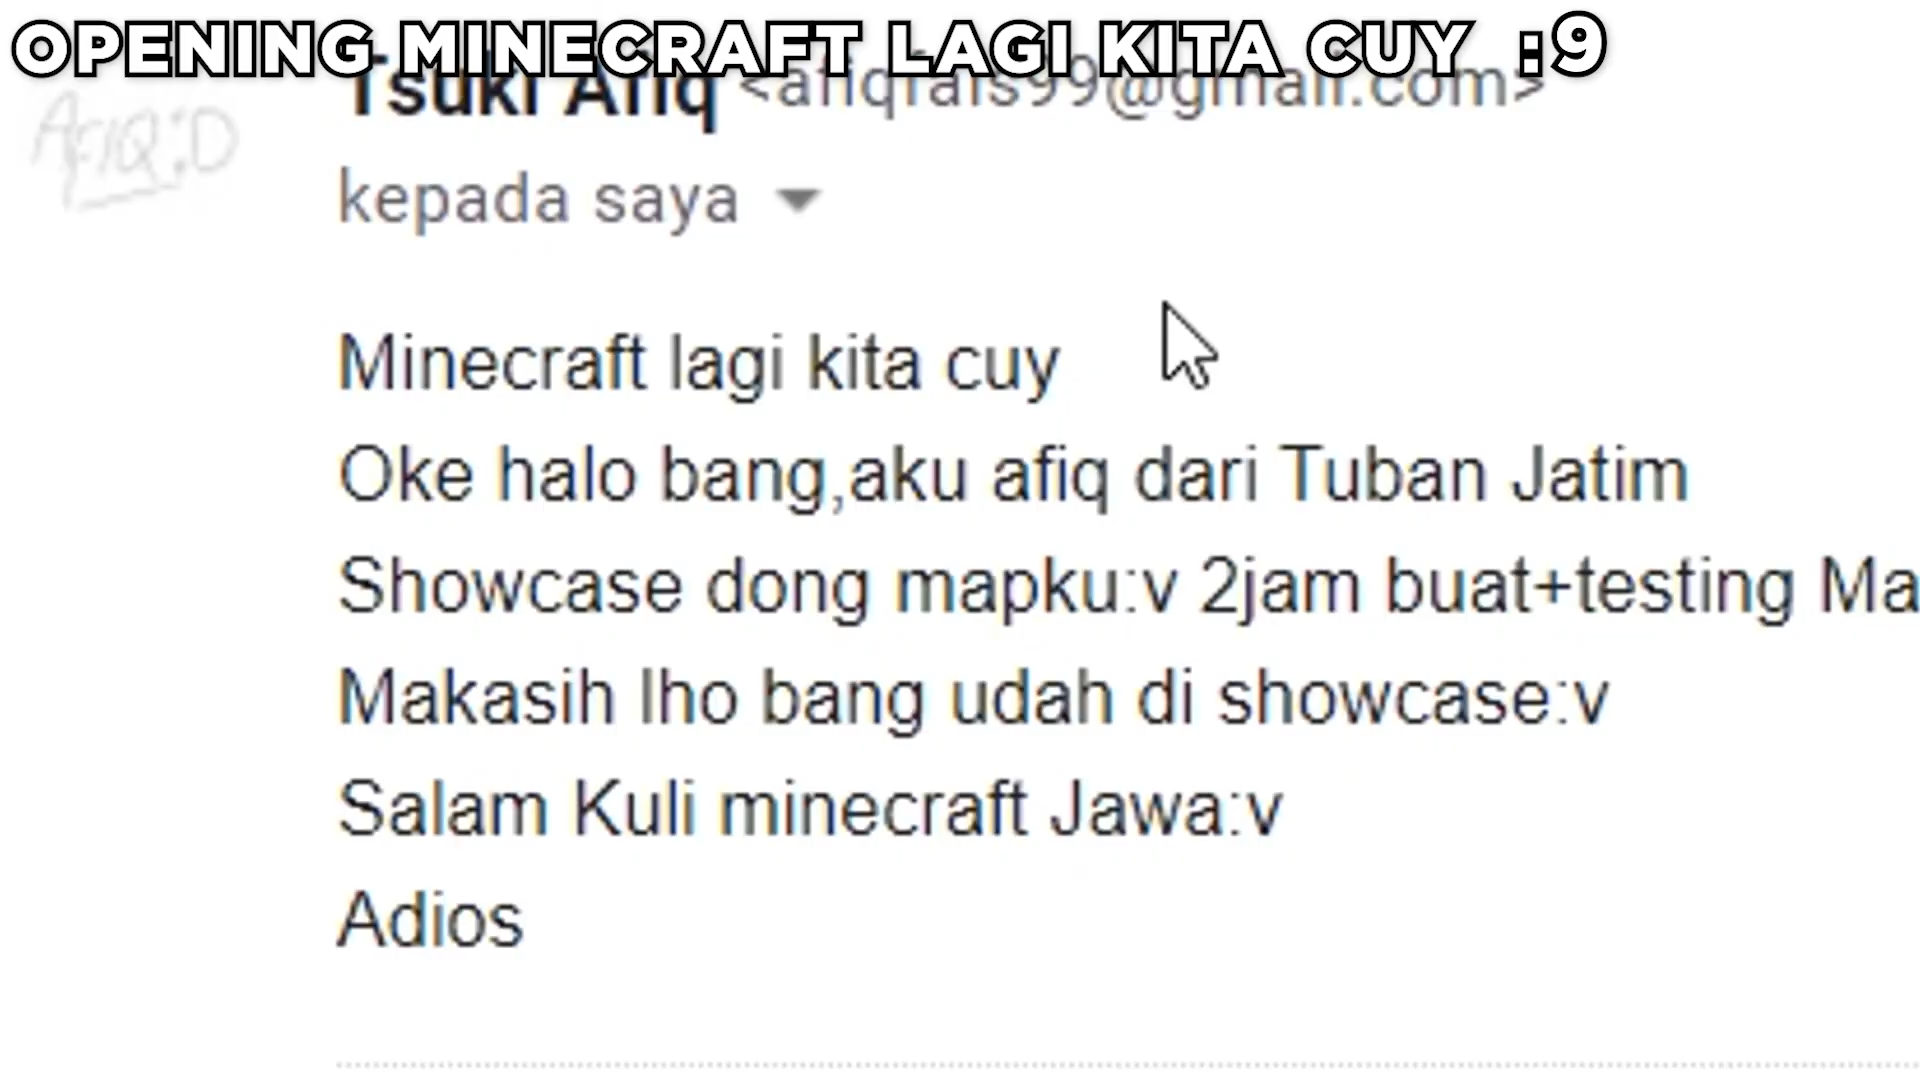 OPENING MINECRAFT LAGI KITA CUY :9
Tsuki Afiq <afiqrais99@gmail.com>
AFIQ:D
kepada saya
Minecraft lagi kita cuy
Oke halo bang,aku afiq dari Tuban Jatim
Showcase dong mapku:v 2jam buat+testing Ma
Makasih lho bang udah di showcase:v
Salam Kuli minecraft Jawa:v
Adios